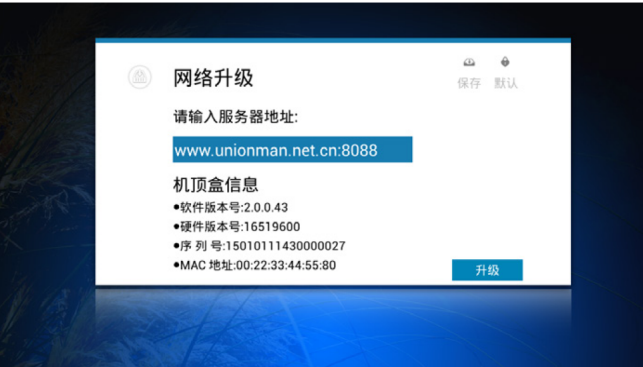 网络升级
保存 默认
请输入服务器地址:
www.unionman.net.cn:8088
机顶盒信息
●软件版本号:2.0.0.43
●硬件版本号:16519600
●序 列 号:15010111430000027
●MAC 地址:00:22:33:44:55:80
升级